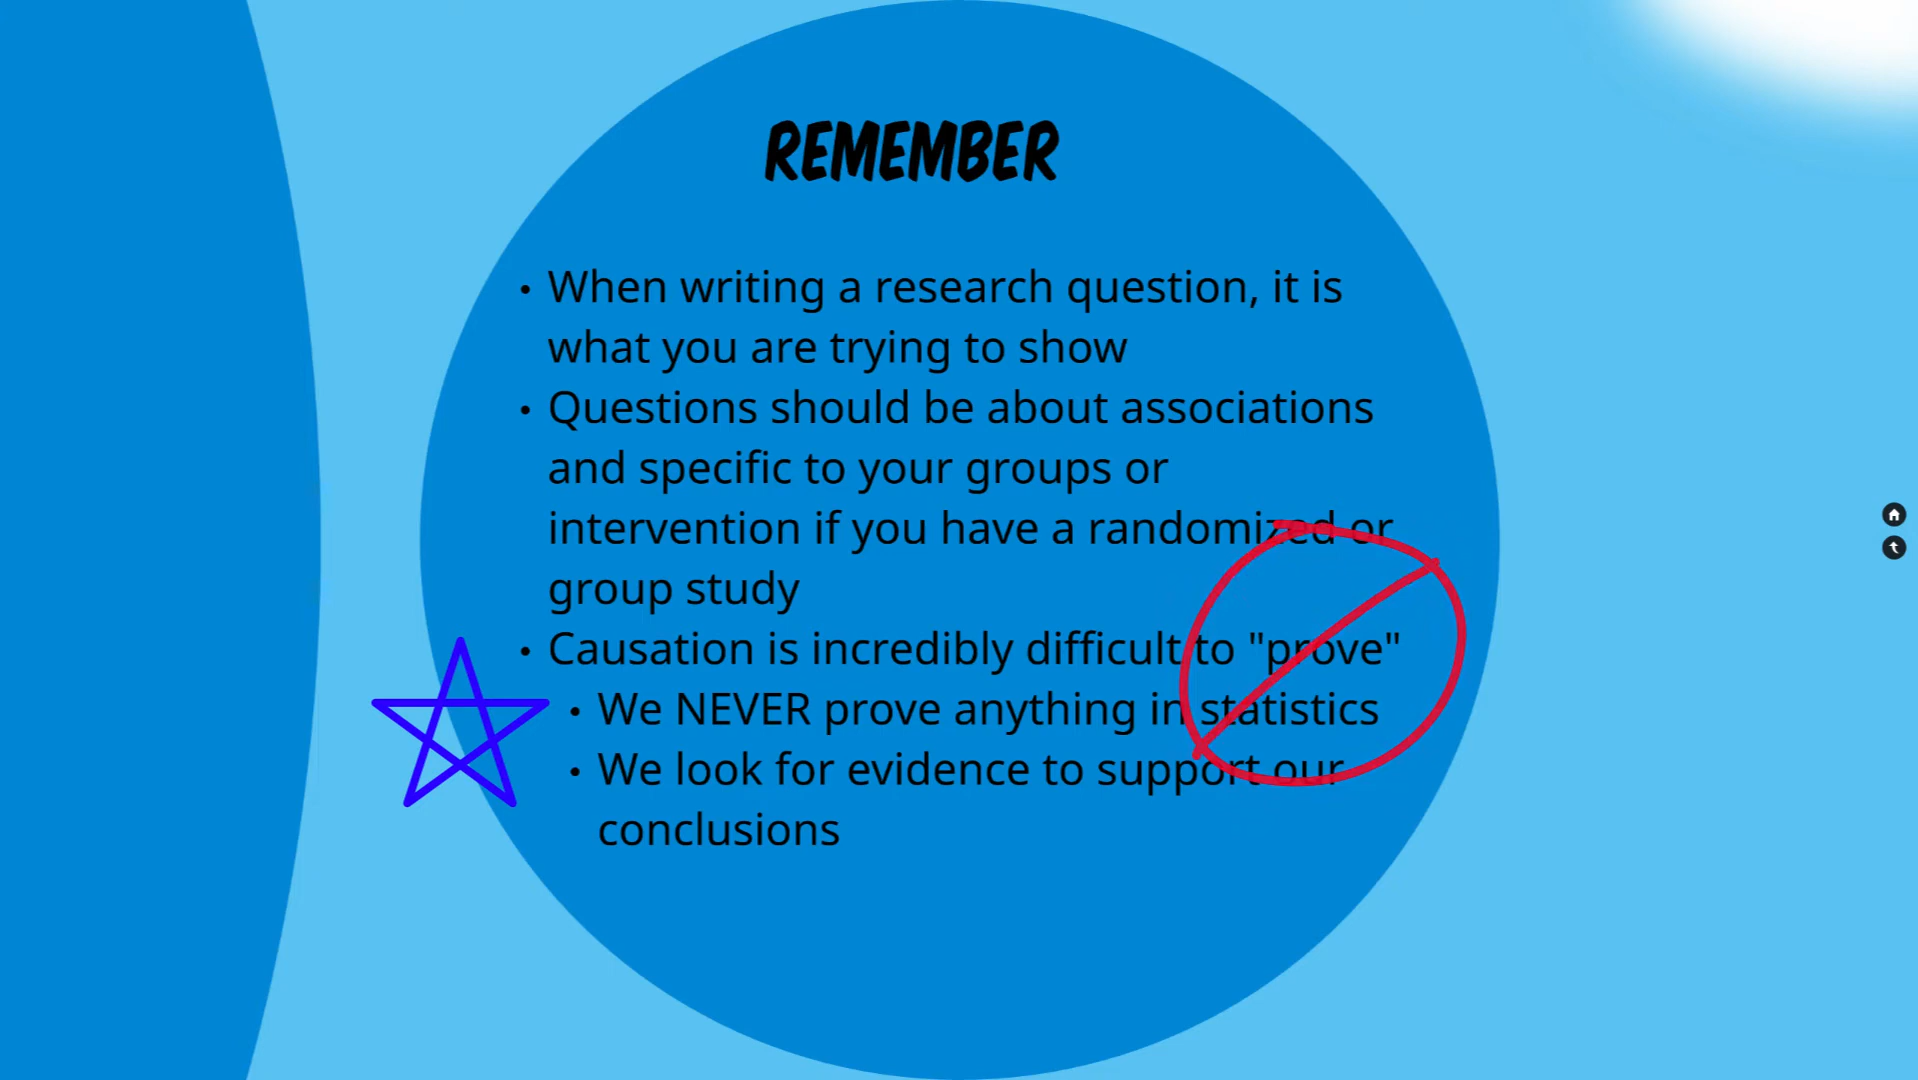 REMEMBER
• When writing a research question, it is
what you are trying to show
• Questions should be about associations
and specific to your groups or
intervention if you have a randomized or
group study
• Causation is incredibly difficult to "prove"
• We NEVER prove anything in statistics
• We look for evidence to support our
conclusions